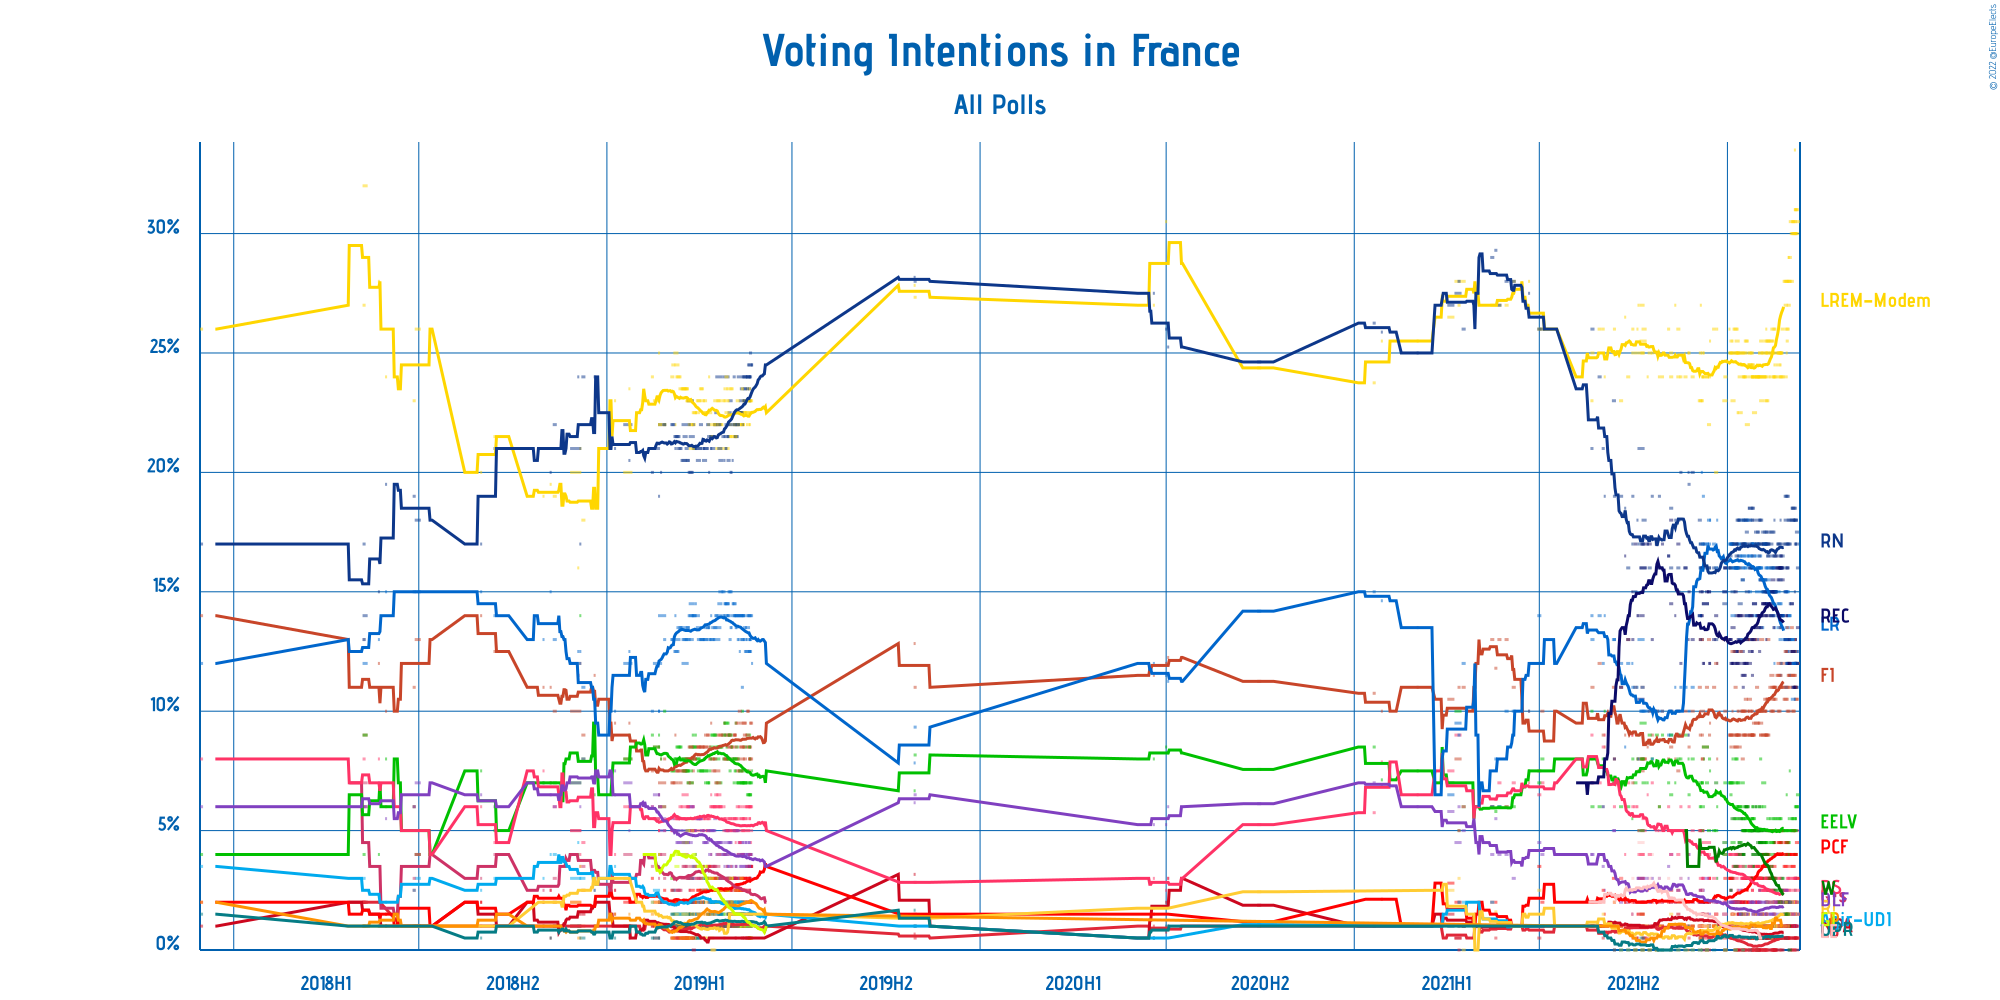 © 2022 @EuropeElects
Voting Intentions in France
All Polls
30%
25%
20%
15%
10%
5%
0%
LREM-Modem
RN
REC
LR
FI
EELV
PCF
PS
DLF
2018H1
2018H2
2019H1
2019H2
2020H1
2020H2
2021H1
2021H2